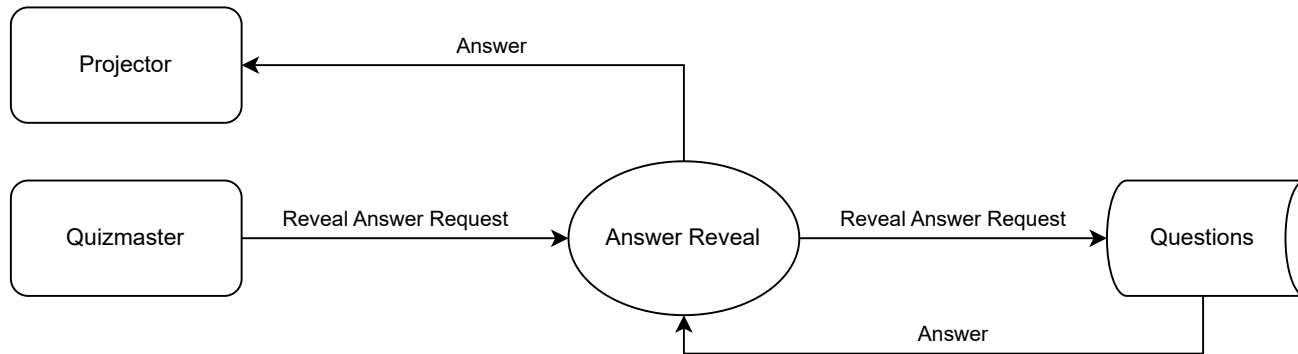 Answer
Projector
Reveal Answer Request
Reveal Answer Request
Quizmaster
Answer Reveal
Questions
Answer